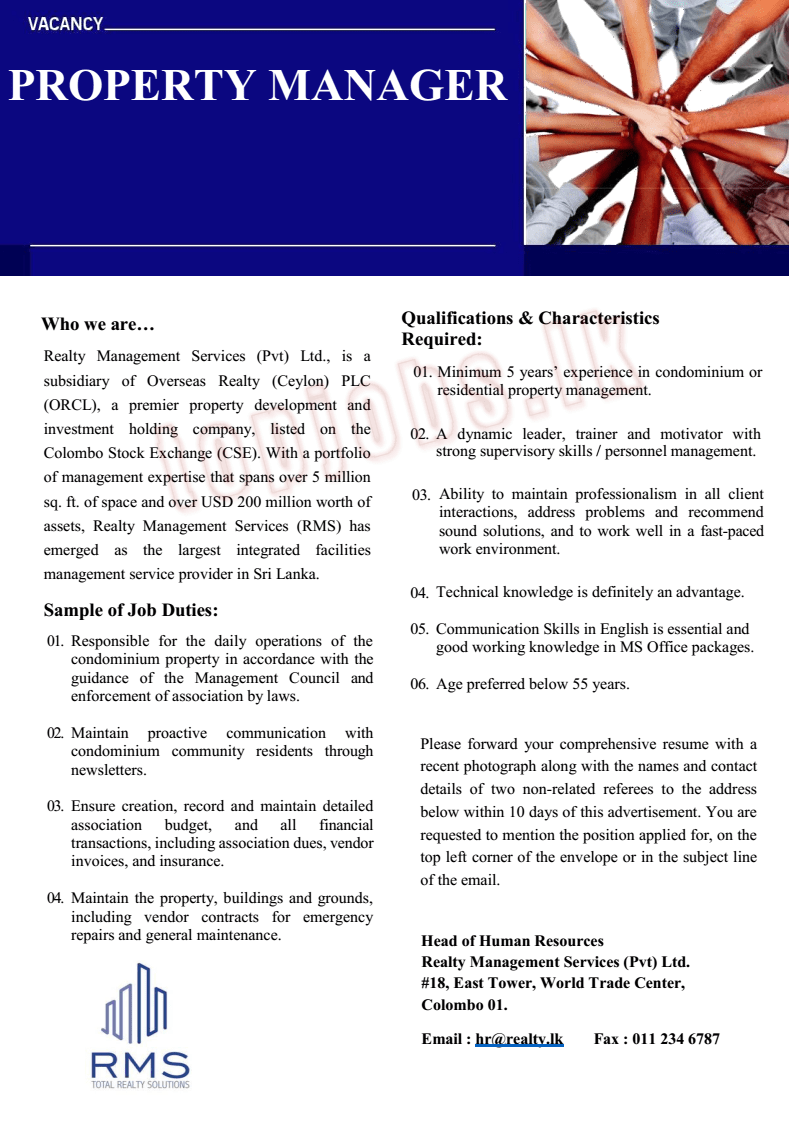 VACANCY
PROPERTY MANAGER
Who we are…
Realty Management Services (Pvt) Ltd., is a
subsidiary of Overseas Realty (Ceylon) PLC
(ORCL), a premier property development and
investment holding company, listed on the
Colombo Stock Exchange (CSE). With a portfolio
of management expertise that spans over 5 million
sq. ft. of space and over USD 200 million worth of
assets, Realty Management Services (RMS) has
emerged as the largest integrated facilities
management service provider in Sri Lanka.
Sample of Job Duties:
01. Responsible for the daily operations of the
condominium property in accordance with the
guidance of the Management Council and
enforcement of association by laws.
02. Maintain proactive communication with
condominium community residents through
newsletters.
03. Ensure creation, record and maintain detailed
association budget, and all financial
transactions, including association dues, vendor
invoices, and insurance.
04. Maintain the property, buildings and grounds,
including vendor contracts for emergency
repairs and general maintenance.
RMS
TOTAL REALTY SOLUTIONS
Qualifications & Characteristics
Required:
01. Minimum 5 years’ experience in condominium or
residential property management.
02. A dynamic leader, trainer and motivator with
strong supervisory skills / personnel management.
03. Ability to maintain professionalism in all client
interactions, address problems and recommend
sound solutions, and to work well in a fast-paced
work environment.
04. Technical knowledge is definitely an advantage.
05. Communication Skills in English is essential and
good working knowledge in MS Office packages.
06. Age preferred below 55 years.
Please forward your comprehensive resume with a
recent photograph along with the names and contact
details of two non-related referees to the address
below within 10 days of this advertisement. You are
requested to mention the position applied for, on the
top left corner of the envelope or in the subject line
of the email.
Head of Human Resources
Realty Management Services (Pvt) Ltd.
#18, East Tower, World Trade Center,
Colombo 01.
Email : hr@realty.lk Fax : 011 234 6787
topjobs.lk